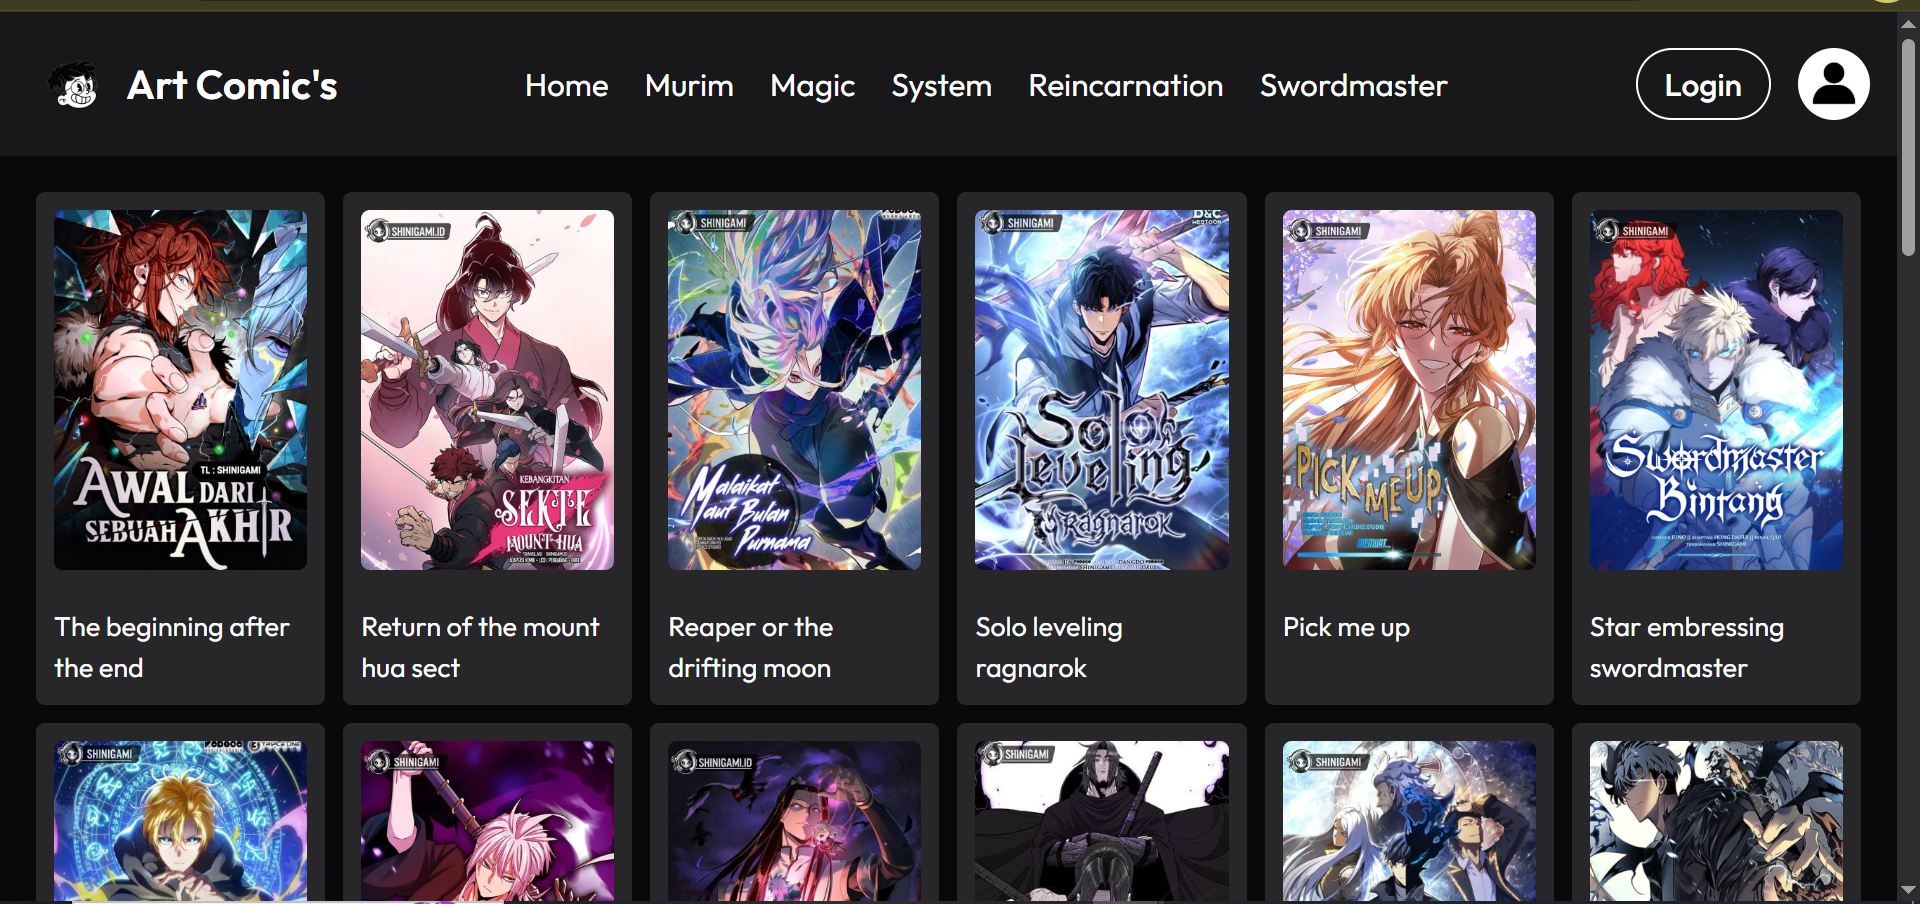 Art Comic's
Home Murim Magic System Reincarnation Swordmaster
Login
TL : SHINIGAMI
AWAL DARI
SEBUAH AKHIR
The beginning after
the end
SHINIGAMI.ID
KEBANGKITAN
SEKTE
MOUNT HUA
Return of the mount
hua sect
SHINIGAMI
Malaikat
Maut Bulan
Purnama
Reaper or the
drifting moon
SHINIGAMI
D&C
WEBTOON
Solo
leveling
Ragnarok
Solo leveling
ragnarok
SHINIGAMI
PICK ME UP
MEMUAT...
Pick me up
SHINIGAMI
Swordmaster
Bintang
Star embressing
swordmaster
SHINIGAMI
SHINIGAMI
SHINIGAMI.ID
SHINIGAMI
SHINIGAMI